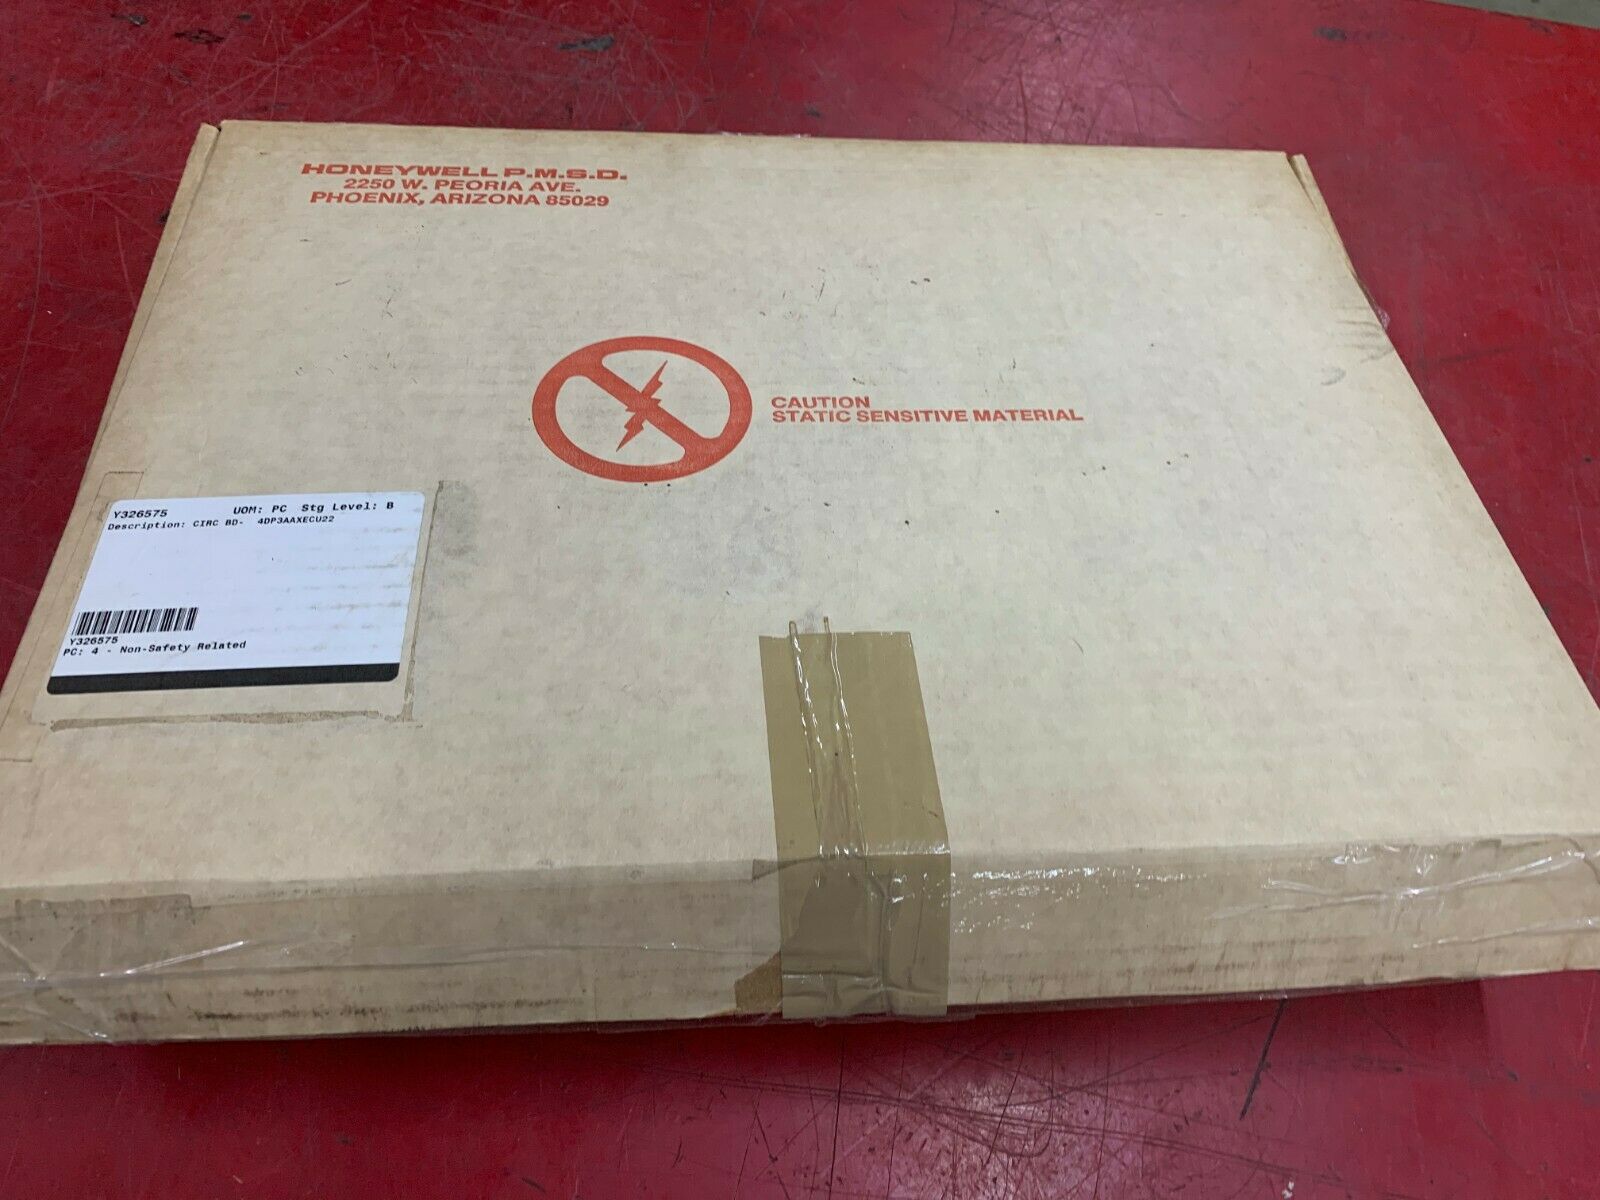 HONEYWELL P.M.S.D.
2250 W. PEORIA AVE.
PHOENIX, ARIZONA 85029
CAUTION
STATIC SENSITIVE MATERIAL
Y326575 UOM: PC Stg Level: B
Description: CIRC BD- 4DP3AAXECU22
Y326575
PC: 4 - Non-Safety Related